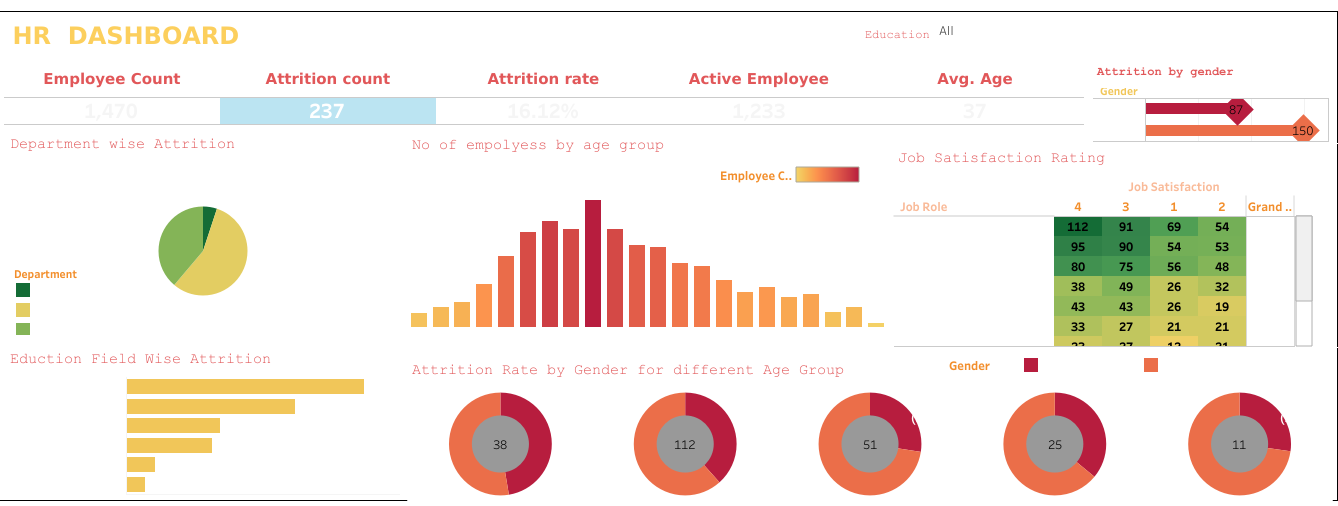 HR DASHBOARD
Education All
Employee Count Attrition count Attrition rate Active Employee Avg. Age
1,470 237 16.12% 1,233 37
Attrition by gender
Gender
87
150
Department wise Attrition
Department
No of empolyess by age group
Employee C..
Job Satisfaction Rating
Job Satisfaction
Job Role 4 3 1 2 Grand ..
112 91 69 54
95 90 54 53
80 75 56 48
38 49 26 32
43 43 26 19
33 27 21 21
Eduction Field Wise Attrition
Attrition Rate by Gender for different Age Group
Gender
38 112 51 25 11